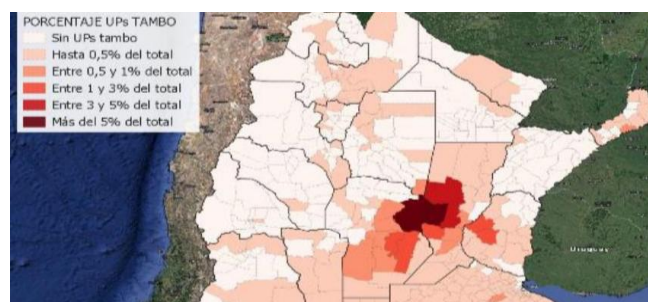 PORCENTAJE UPs TAMBO
Sin UPs tambo
Hasta 0,5% del total
Entre 0,5 y 1% del total
Entre 1 y 3% del total
Entre 3 y 5% del total
Más del 5% del total
Uruguay